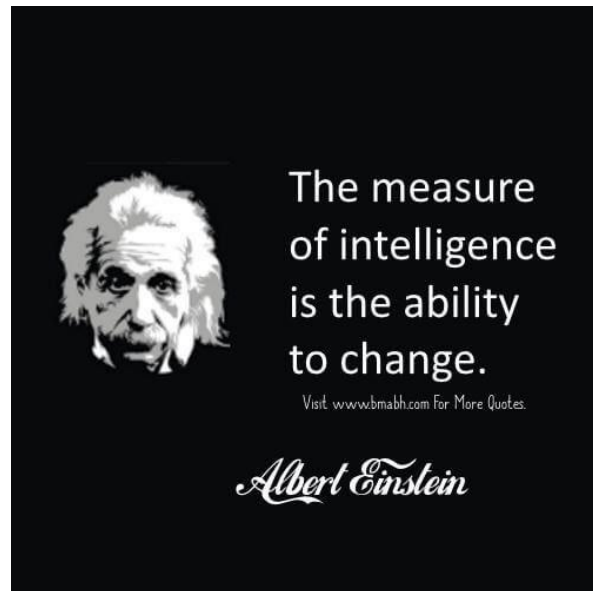 The measure
of intelligence
is the ability
to change.
Visit www.bmabh.com For More Quotes.
Albert Einstein